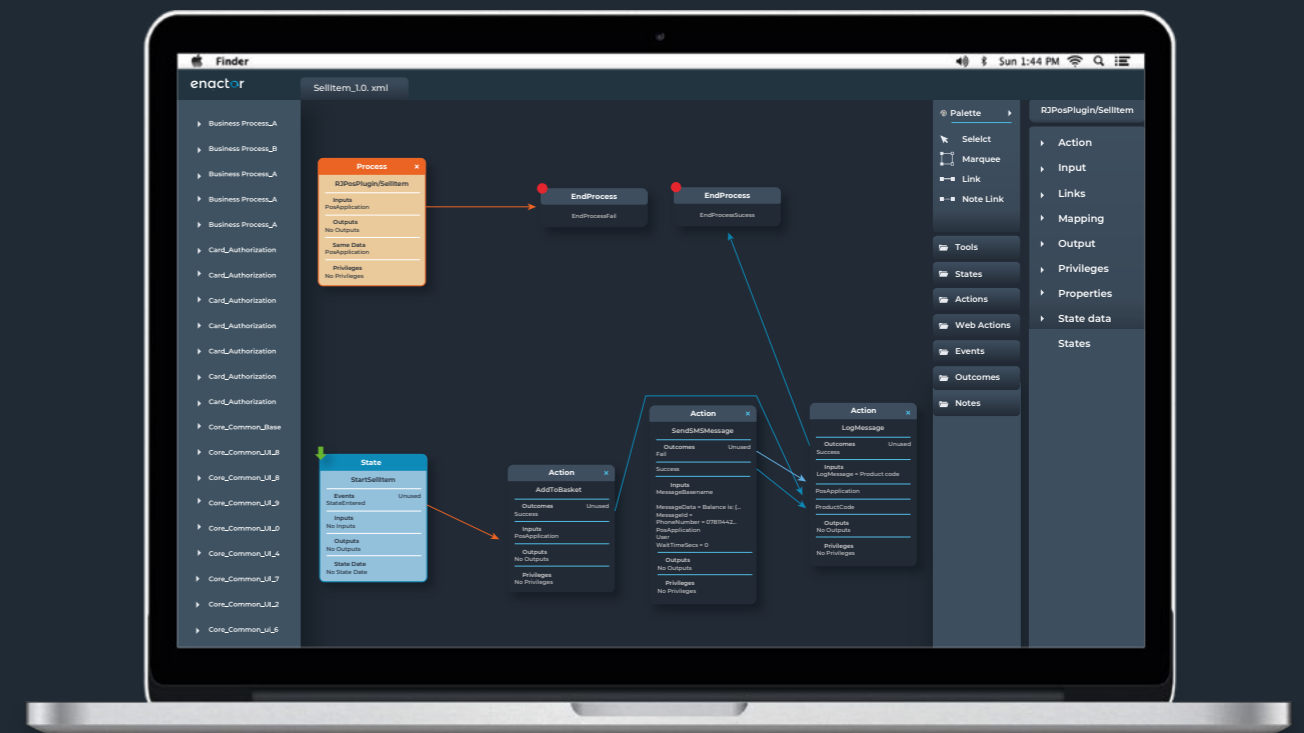 Finder
Sun 1:44 PM
enactor
SellItem_1.0. xml
Business Process_A
Business Process_B
Business Process_A
Business Process_A
Business Process_A
Card_Authorization
Card_Authorization
Card_Authorization
Card_Authorization
Card_Authorization
Card_Authorization
Card_Authorization
Core_Common_Base
Core_Common_UI_8
Core_Common_UI_8
Core_Common_UI_9
Core_Common_UI_0
Core_Common_UI_4
Core_Common_UI_7
Core_Common_UI_2
Core_Common_ui_6
Process
RJPosPlugin/SellItem
Inputs
PosApplication
Outputs
No Outputs
Same Data
PosApplication
Privileges
No Privileges
EndProcess
EndProcessFail
EndProcess
EndProcessSucess
State
StartSellItem
Events Unused
StateEntered
Inputs
No Inputs
Outputs
No Outputs
State Date
No State Date
Action
AddToBasket
Outcomes Unused
Success
Inputs
PosApplication
Outputs
No Outputs
Privileges
No Privileges
Action
SendSMSMessage
Outcomes Unused
Fail
Success
Inputs
MessageBasename
MessageData = Balance is: {...
MessageId =
PhoneNumber = 07811442...
PosApplication
User
WaitTimeSecs = 0
Outputs
No Outputs
Privileges
No Privileges
Action
LogMessage
Outcomes Unused
Success
Inputs
LogMessage = Product code
PosApplication
ProductCode
Outputs
No Outputs
Privileges
No Privileges
Palette
Selelct
Marquee
Link
Note Link
Tools
States
Actions
Web Actions
Events
Outcomes
Notes
RJPosPlugin/SellItem
Action
Input
Links
Mapping
Output
Privileges
Properties
State data
States